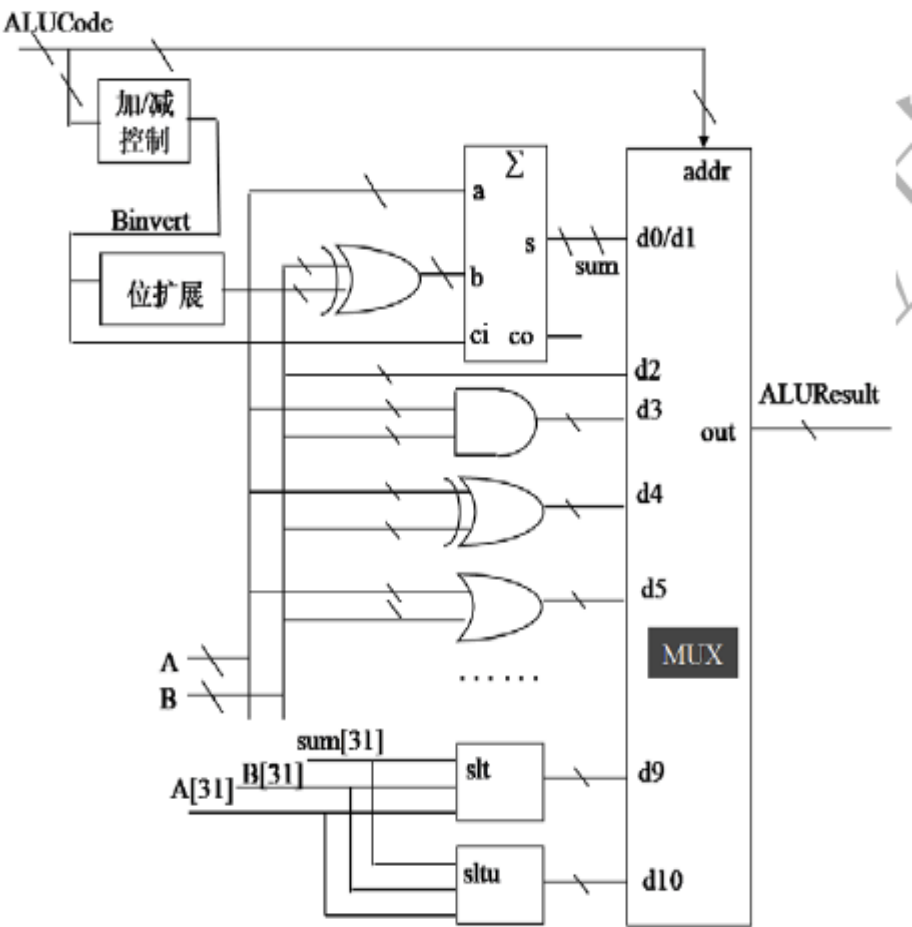 ALUCode
加/减
控制
Binvert
位扩展
Σ
a
b
ci
s
co
sum
addr
d0/d1
d2
d3
d4
d5
out
ALUResult
MUX
A
B
······
sum[31]
B[31]
A[31]
slt
d9
sltu
d10